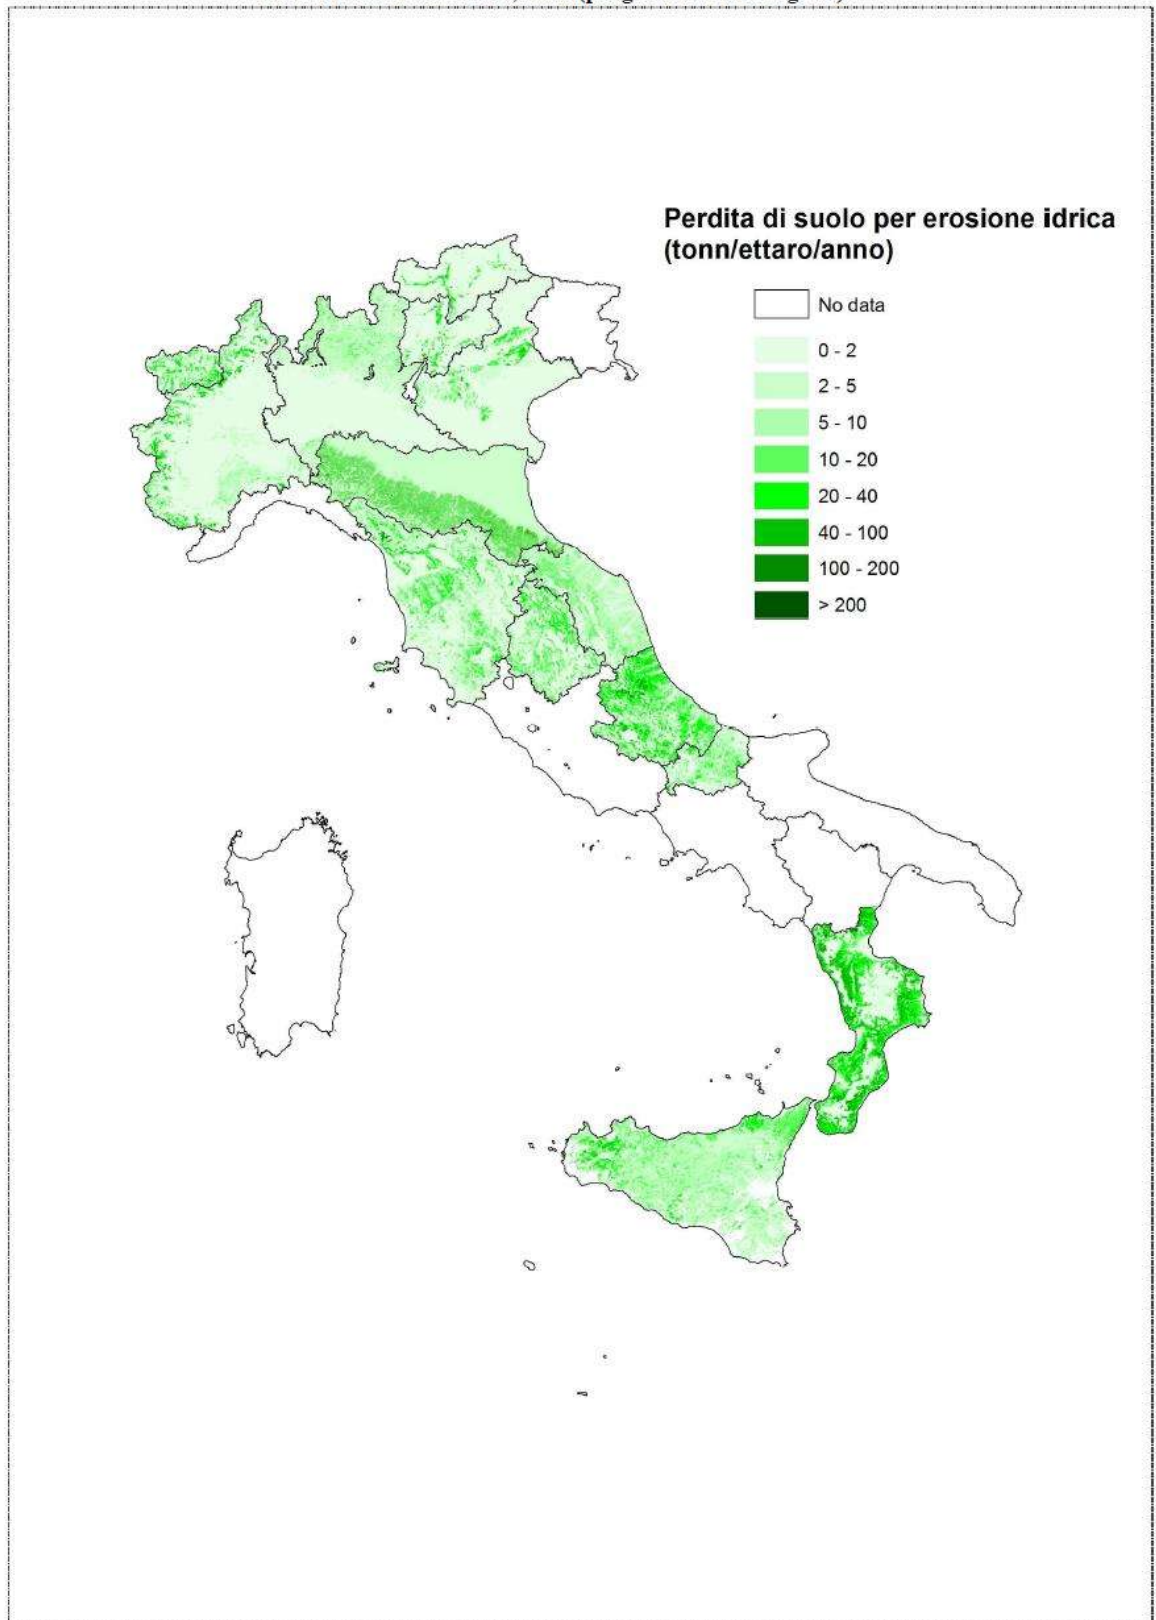 Perdita di suolo per erosione idrica
(tonn/ettaro/anno)
No data
0 - 2
2 - 5
5 - 10
10 - 20
20 - 40
40 - 100
100 - 200
> 200